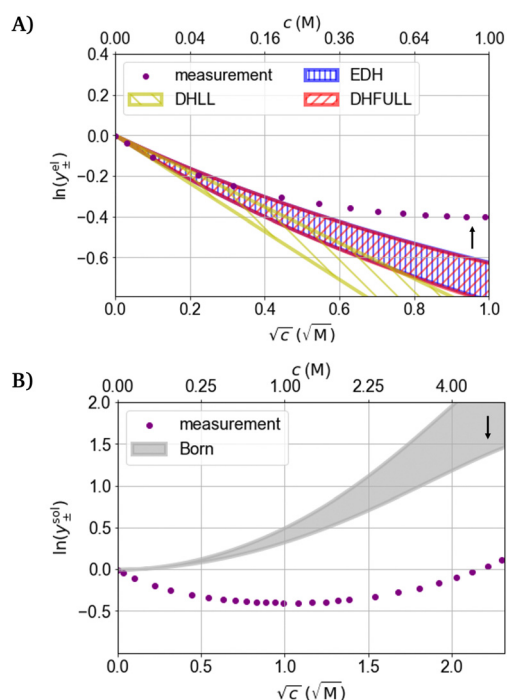 A)
c (M)
0.00 0.04 0.16 0.36 0.64 1.00
0.4
0.2
0.0
−0.2
−0.4
−0.6
ln(y±^el)
measurement EDH
DHLL DHFULL
0.0 0.2 0.4 0.6 0.8 1.0
√c (√M)
B)
c (M)
0.00 0.25 1.00 2.25 4.00
2.0
1.5
1.0
0.5
0.0
−0.5
ln(y±^sol)
measurement
Born
0.0 0.5 1.0 1.5 2.0
√c (√M)